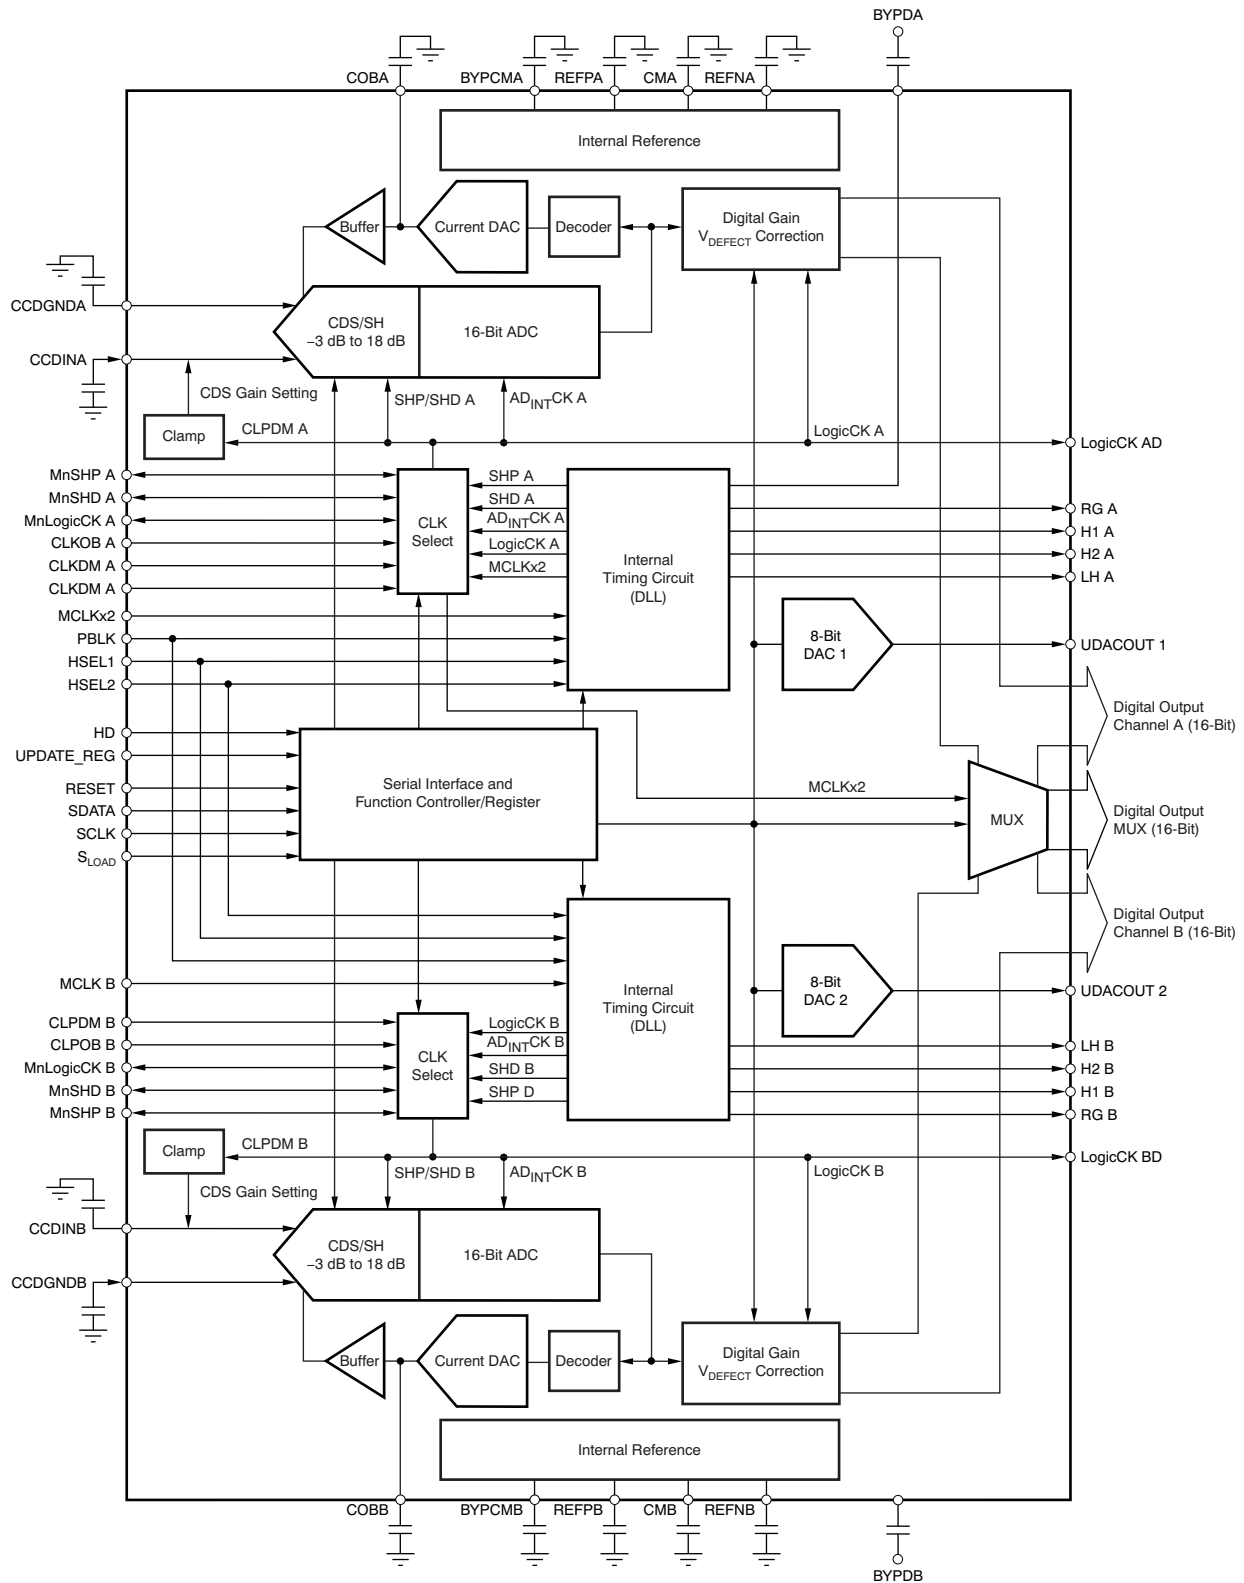 BYPDA
COBA
BYPCMA
REFPA
CMA
REFNA
Internal Reference
Buffer
Current DAC
Decoder
Digital Gain
VDEFECT Correction
CCDGNDA
CDS/SH
–3 dB to 18 dB
16-Bit ADC
CCDINA
CDS Gain Setting
SHP/SHD A
ADINTCK A
Clamp
CLPDM A
LogicCK A
LogicCK AD
MnSHP A
MnSHD A
MnLogicCK A
CLKOB A
CLKDM A
CLKDM A
CLK
Select
SHP A
SHD A
ADINTCK A
LogicCK A
MCLKx2
Internal
Timing Circuit
(DLL)
RG A
H1 A
H2 A
LH A
MCLKx2
PBLK
HSEL1
HSEL2
8-Bit
DAC 1
UDACOUT 1
Digital Output
Channel A (16-Bit)
HD
UPDATE_REG
RESET
SDATA
SCLK
SLOAD
Serial Interface and
Function Controller/Register
MCLKx2
MUX
Digital Output
MUX (16-Bit)
Digital Output
Channel B (16-Bit)
MCLK B
Internal
Timing Circuit
(DLL)
8-Bit
DAC 2
UDACOUT 2
CLPDM B
CLPOB B
MnLogicCK B
MnSHD B
MnSHP B
CLK
Select
LogicCK B
ADINTCK B
SHD B
SHP D
LH B
H2 B
H1 B
RG B
Clamp
CLPDM B
LogicCK BD
SHP/SHD B
ADINTCK B
LogicCK B
CDS Gain Setting
CCDINB
CDS/SH
–3 dB to 18 dB
16-Bit ADC
CCDGNDB
Buffer
Current DAC
Decoder
Digital Gain
VDEFECT Correction
Internal Reference
COBB
BYPCMB
REFPB
CMB
REFNB
BYPDB